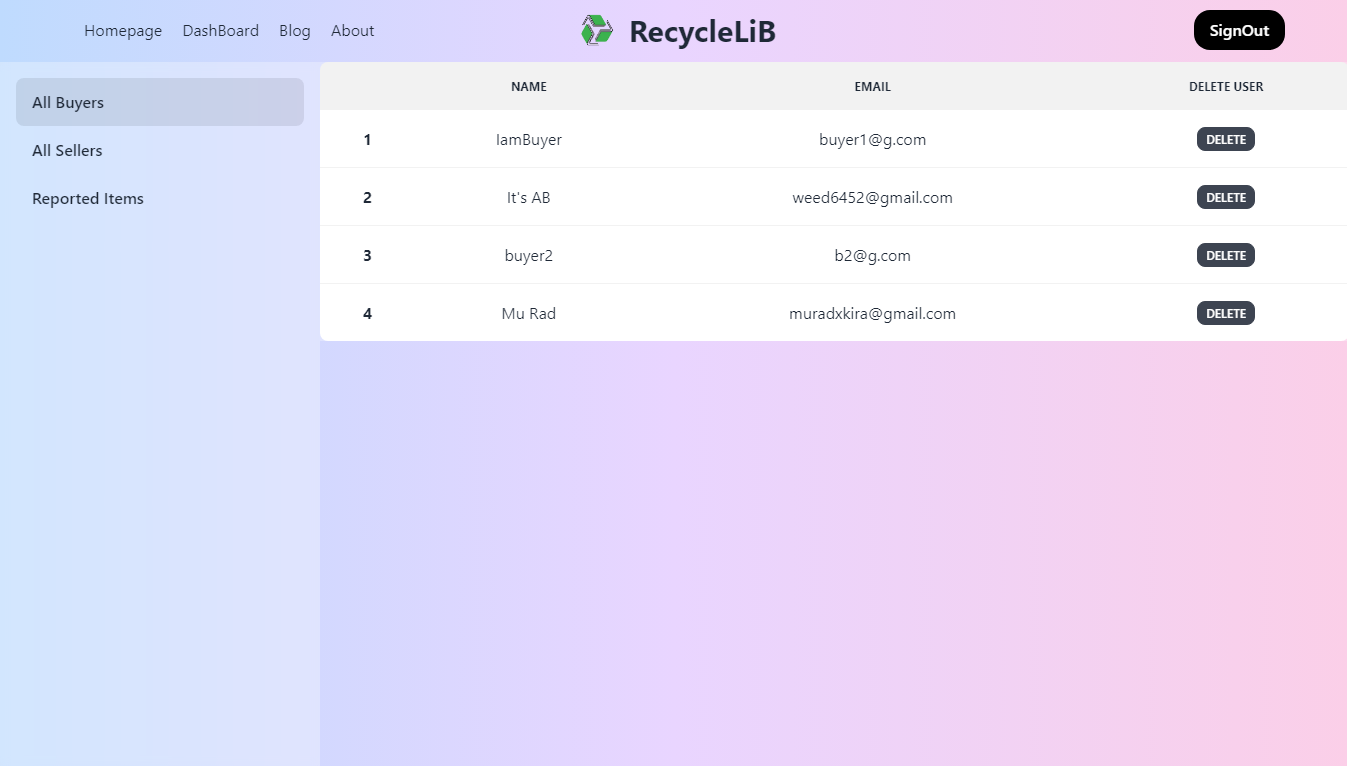 Homepage DashBoard Blog About RecycleLiB SignOut
All Buyers
All Sellers
Reported Items
NAME EMAIL DELETE USER
1 IamBuyer buyer1@g.com DELETE
2 It's AB weed6452@gmail.com DELETE
3 buyer2 b2@g.com DELETE
4 Mu Rad muradxkira@gmail.com DELETE